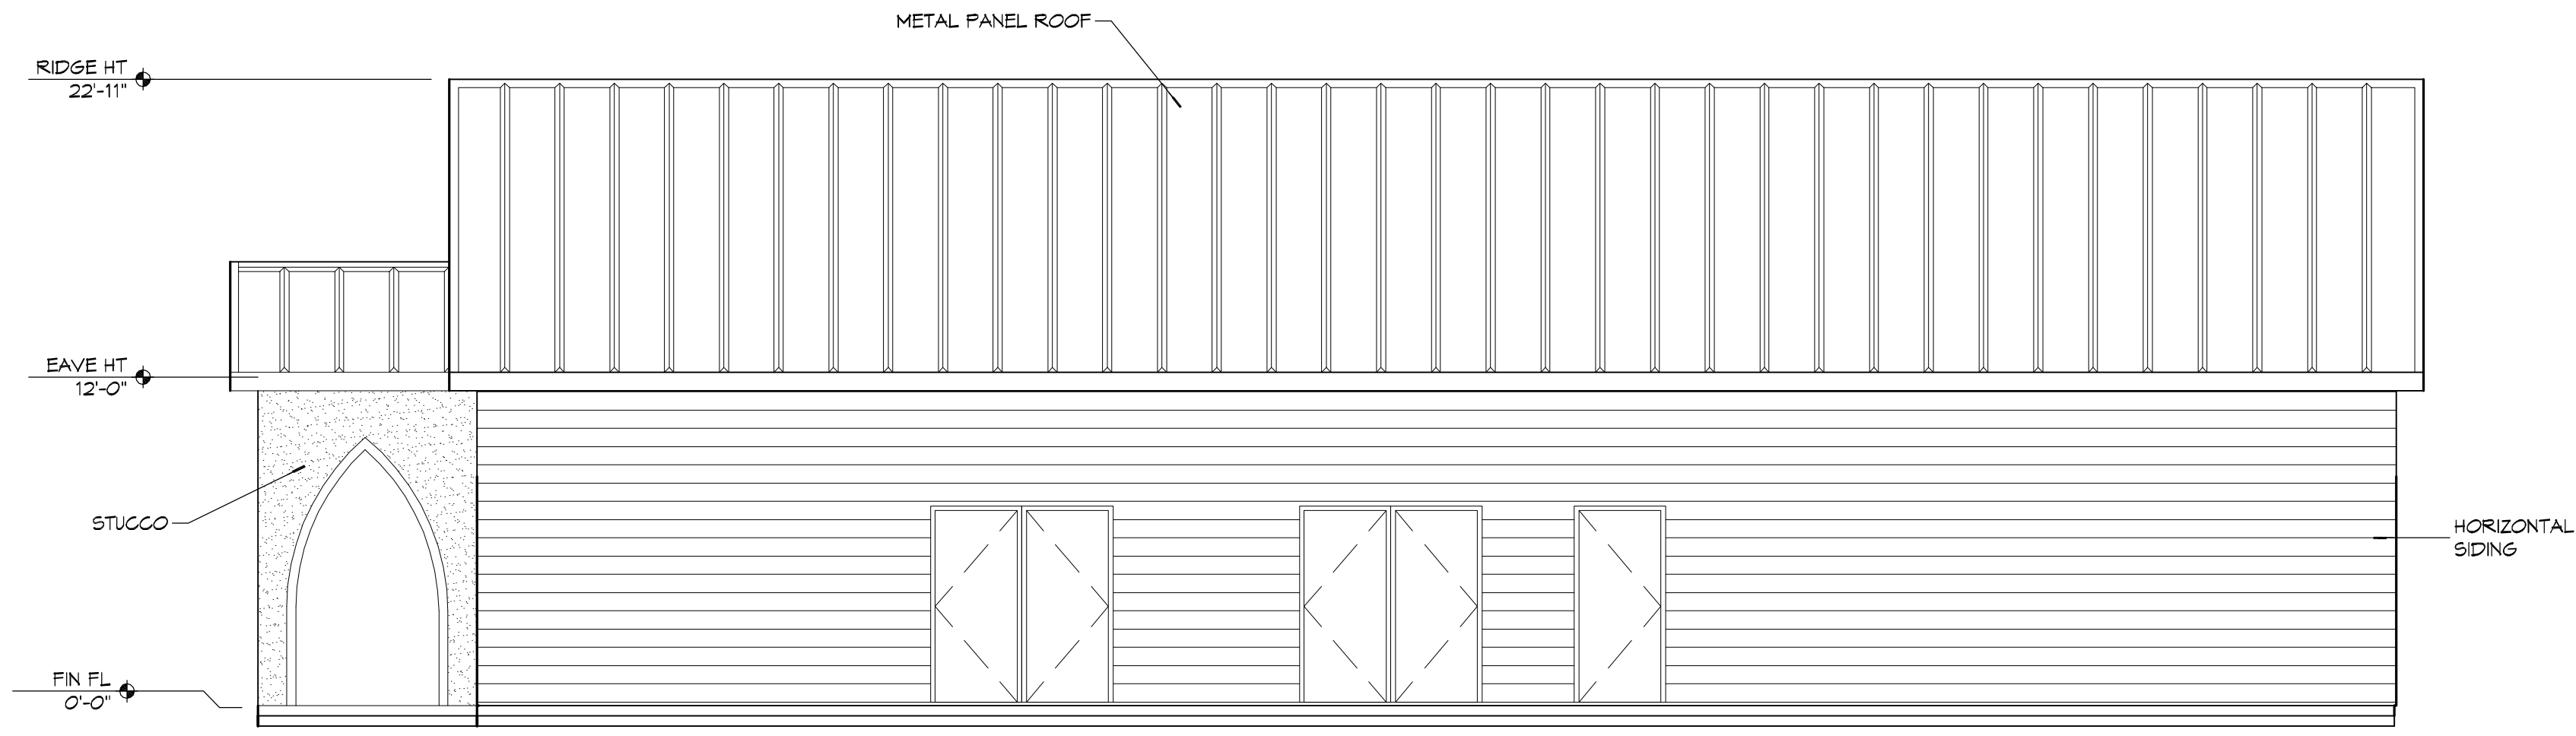 METAL PANEL ROOF
RIDGE HT
22'-11"
EAVE HT
12'-0"
STUCCO
HORIZONTAL
SIDING
FIN FL
0'-0"